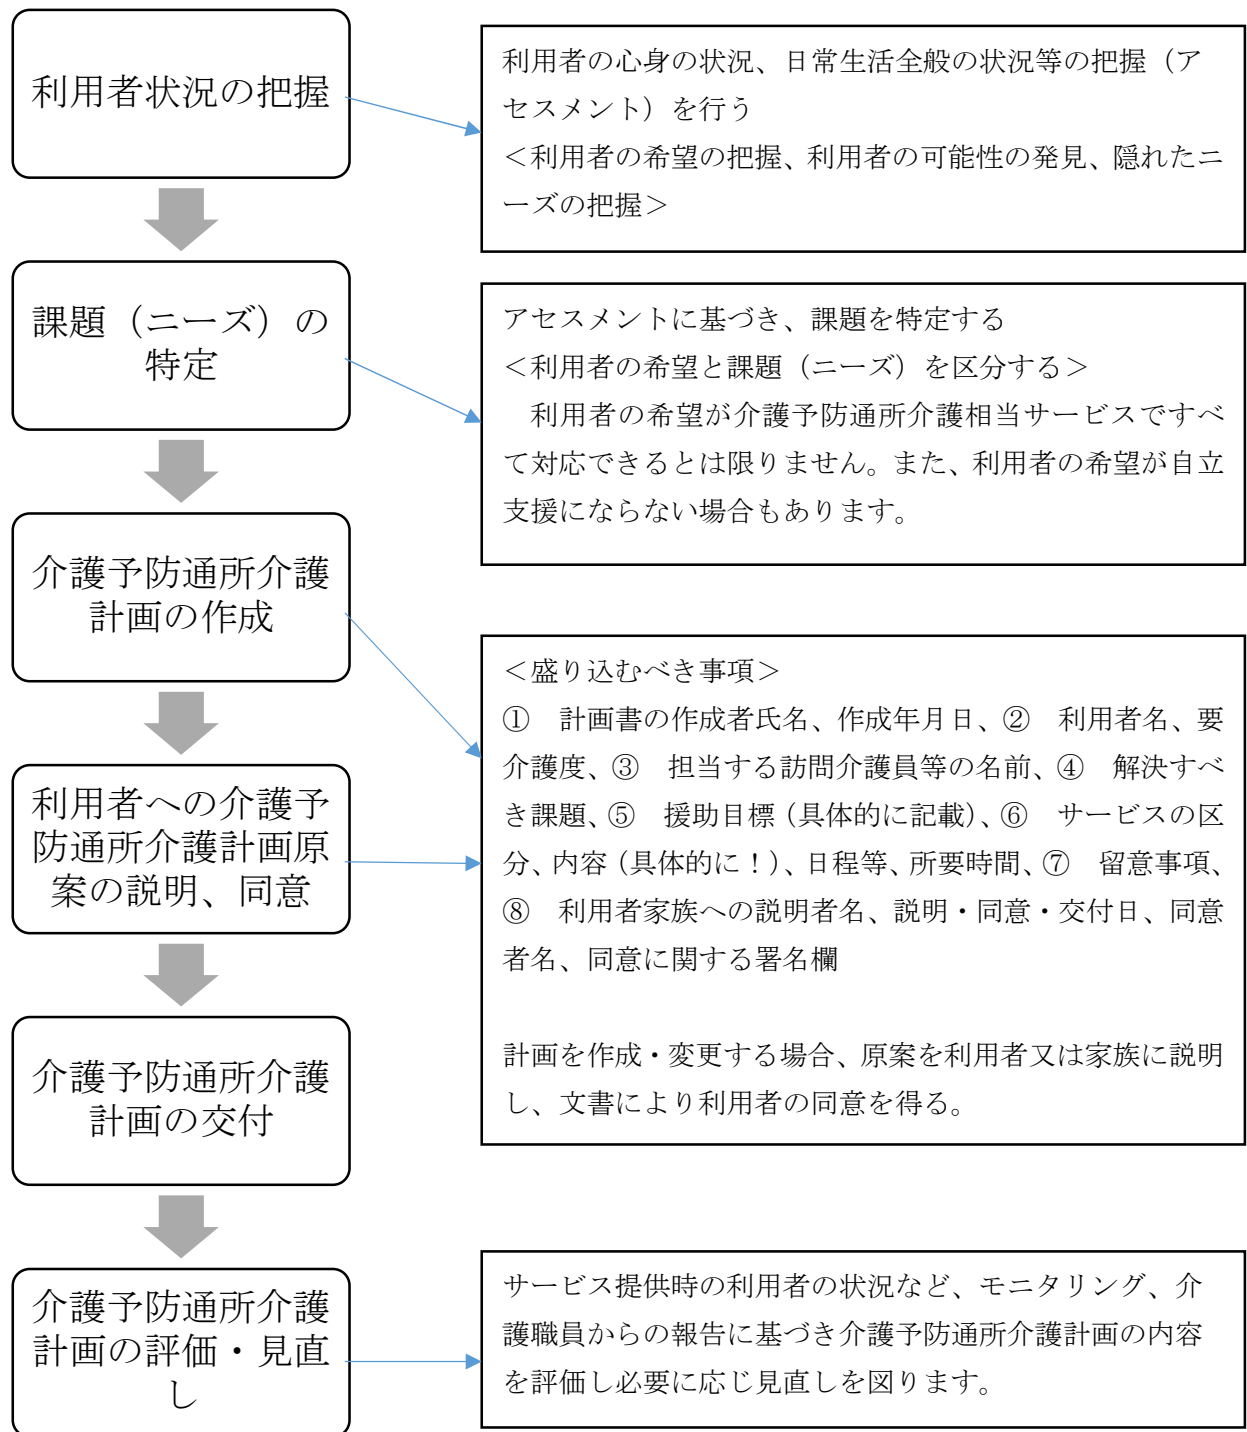 利用者状況の把握
利用者の心身の状況、日常生活全般の状況等の把握（ア
セスメント）を行う
＜利用者の希望の把握、利用者の可能性の発見、隠れたニ
ーズの把握＞
課題（ニーズ）の
特定
アセスメントに基づき、課題を特定する
＜利用者の希望と課題（ニーズ）を区分する＞
　利用者の希望が介護予防通所介護相当サービスですべ
て対応できるとは限りません。また、利用者の希望が自立
支援にならない場合もあります。
介護予防通所介護
計画の作成
利用者への介護予
防通所介護計画原
案の説明、同意
＜盛り込むべき事項＞
①　計画書の作成者氏名、作成年月日、②　利用者名、要
介護度、③　担当する訪問介護員等の名前、④　解決すべ
き課題、⑤　援助目標（具体的に記載）、⑥　サービスの区
分、内容（具体的に！）、日程等、所要時間、⑦　留意事項、
⑧　利用者家族への説明者名、説明・同意・交付日、同意
者名、同意に関する署名欄
計画を作成・変更する場合、原案を利用者又は家族に説明
し、文書により利用者の同意を得る。
介護予防通所介護
計画の交付
介護予防通所介護
計画の評価・見直
し
サービス提供時の利用者の状況など、モニタリング、介
護職員からの報告に基づき介護予防通所介護計画の内容
を評価し必要に応じ見直しを図ります。